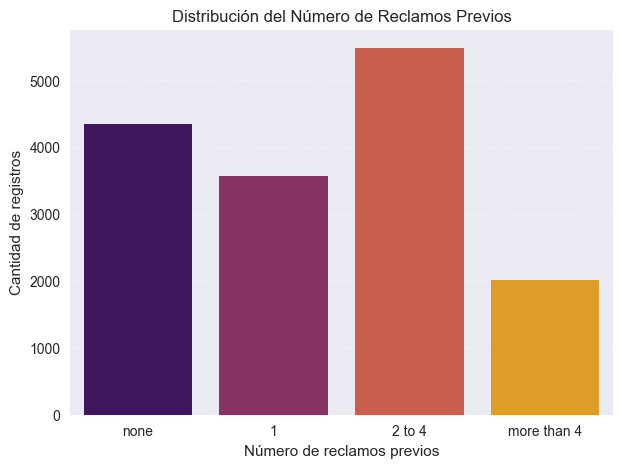 Distribución del Número de Reclamos Previos
Cantidad de registros
5000
4000
3000
2000
1000
0
none 1 2 to 4 more than 4
Número de reclamos previos